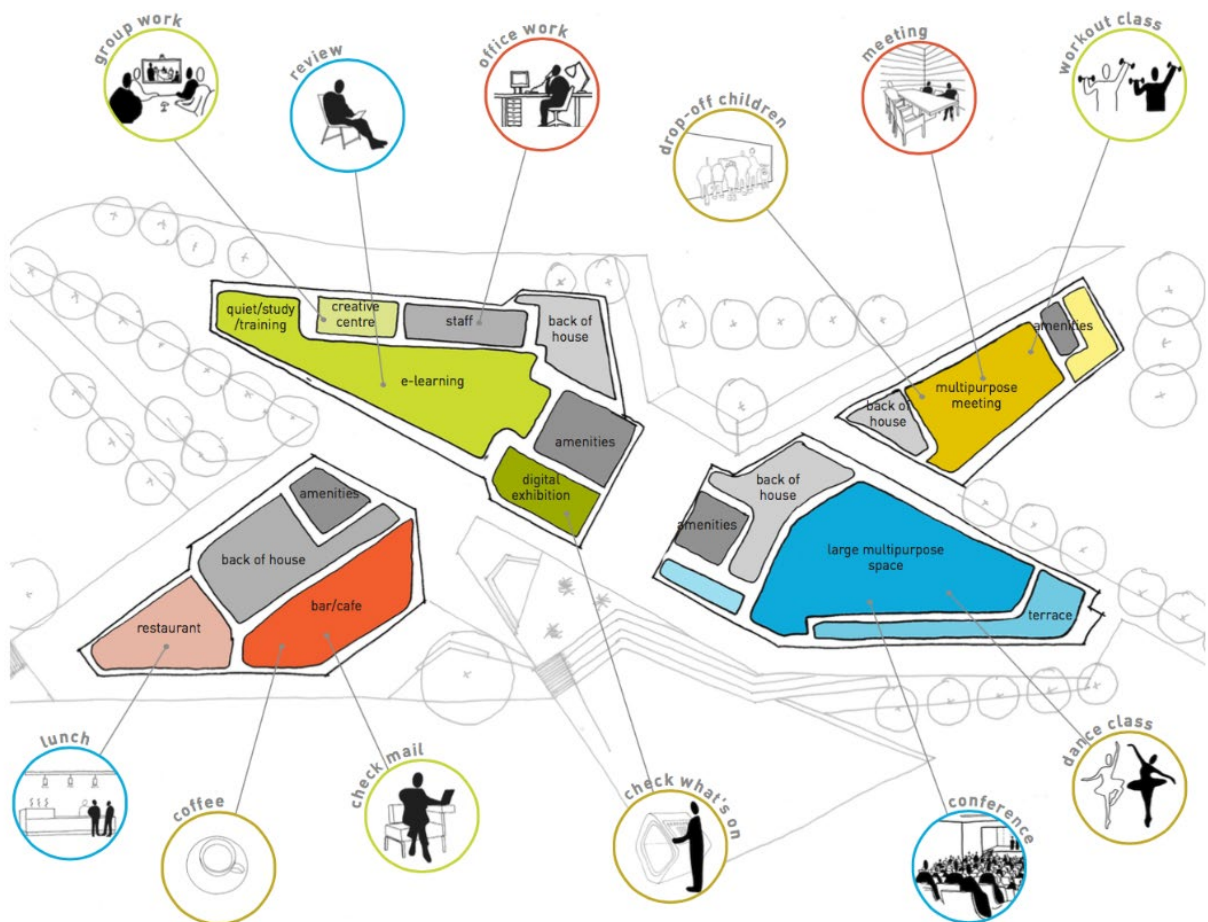 group work
review
office work
drop-off children
meeting
workout class
quiet/study
/training
creative
centre
staff
back of
house
e-learning
amenities
digital
exhibition
amenities
multipurpose
meeting
back of
house
amenities
back of house
bar/cafe
restaurant
back of
house
amenities
large multipurpose
space
terrace
lunch
coffee
check mail
check what's on
conference
dance class